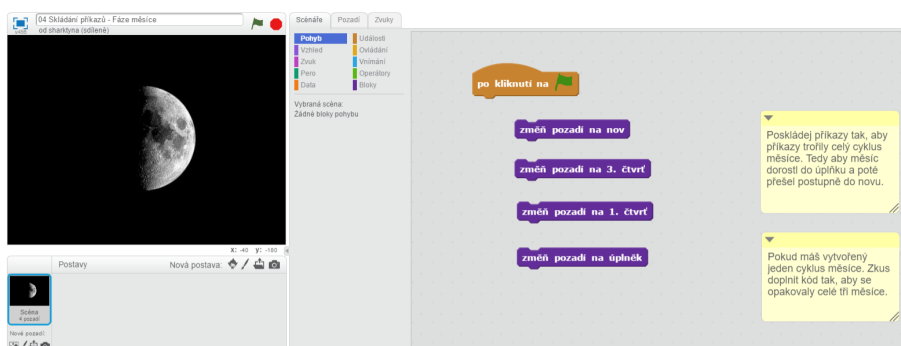 04 Skládání příkazů - Fáze měsíce
od sharktyna (sdílené)
v456
X: -40 y: -180
Postavy
Nová postava:
Scéna
4 pozadí
Nové pozadí:
Scénáře Pozadí Zvuky
Pohyb Události
Vzhled Ovládání
Zvuk Vnímání
Pero Operátory
Data Bloky
Vybraná scéna:
Žádné bloky pohybu
po kliknutí na
změň pozadí na nov
změň pozadí na 3. čtvrť
změň pozadí na 1. čtvrť
změň pozadí na úplněk
Poskládej příkazy tak, aby
příkazy trořily celý cyklus
měsíce. Tedy aby měsíc
dorostl do úplňku a poté
přešel postupně do novu.
Pokud máš vytvořený
jeden cyklus měsíce. Zkus
doplnit kód tak, aby se
opakovaly celé tři měsíce.